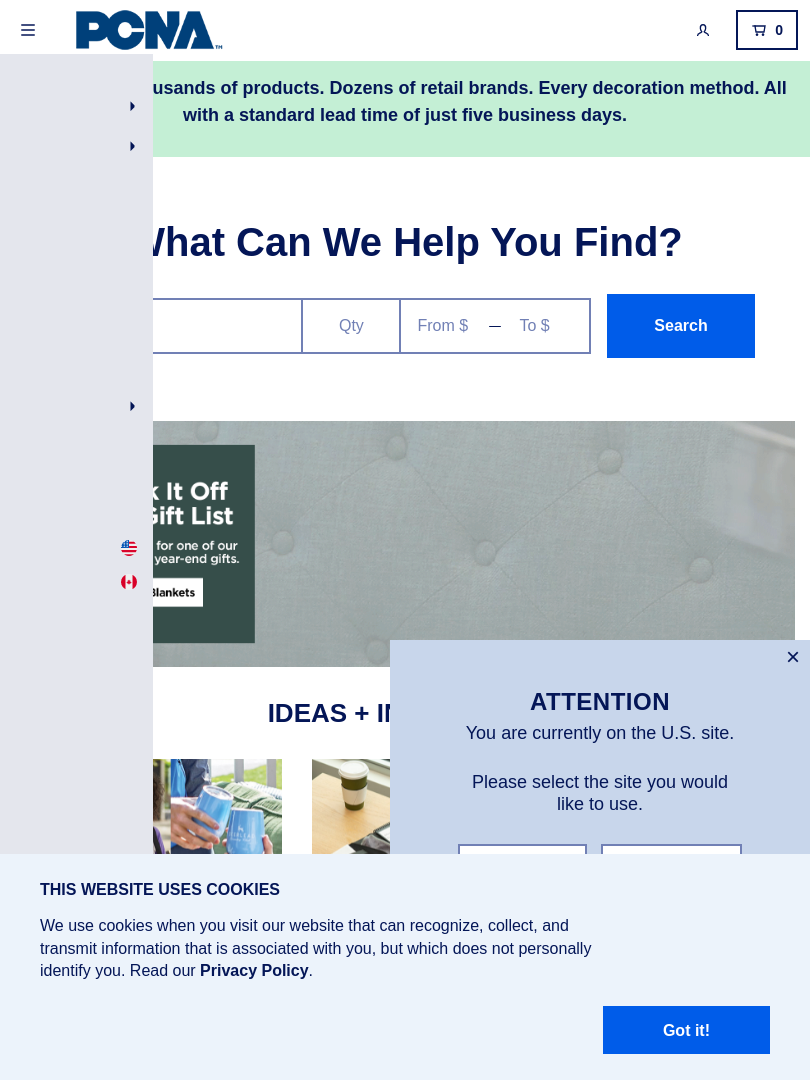 PCNA™
0
of products. Dozens of retail brands. Every decoration method. All
with a standard lead time of just five business days.
What Can We Help You Find?
Qty
From $ — To $
Search
It Off
Gift List
for one of our
year-end gifts.
Blankets
×
IDEAS +
ATTENTION
You are currently on the U.S. site.
Please select the site you would
like to use.
THIS WEBSITE USES COOKIES
We use cookies when you visit our website that can recognize, collect, and
transmit information that is associated with you, but which does not personally
identify you. Read our Privacy Policy.
Got it!